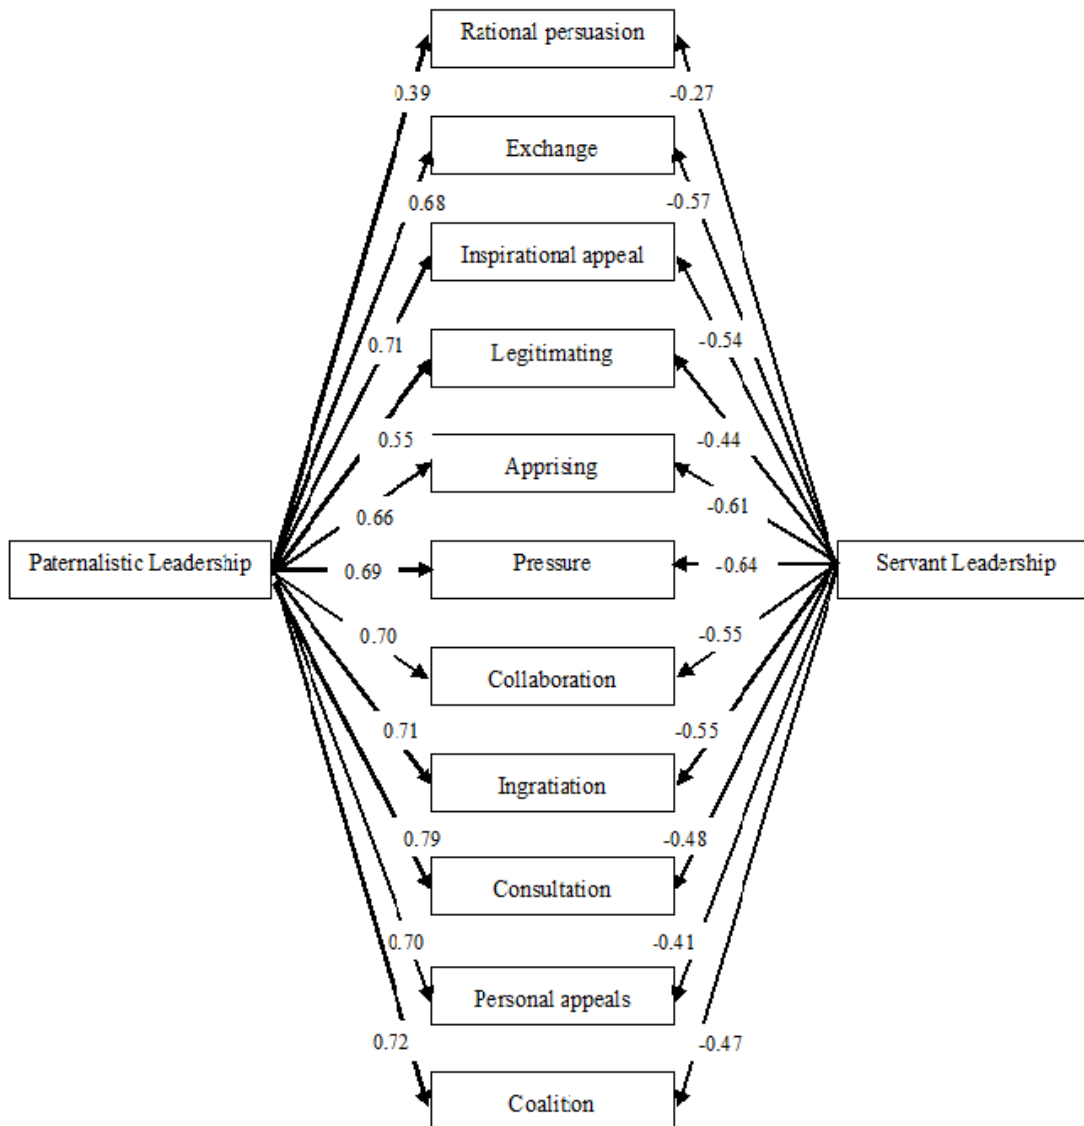 Rational persuasion
0.39
-0.27
Exchange
0.68
-0.57
Inspirational appeal
0.71
-0.54
Legitimating
0.55
-0.44
Apprising
0.66
-0.61
Paternalistic Leadership
0.69
Pressure
-0.64
Servant Leadership
0.70
-0.55
Collaboration
0.71
-0.55
Ingratiation
0.79
-0.48
Consultation
0.70
-0.41
Personal appeals
0.72
-0.47
Coalition